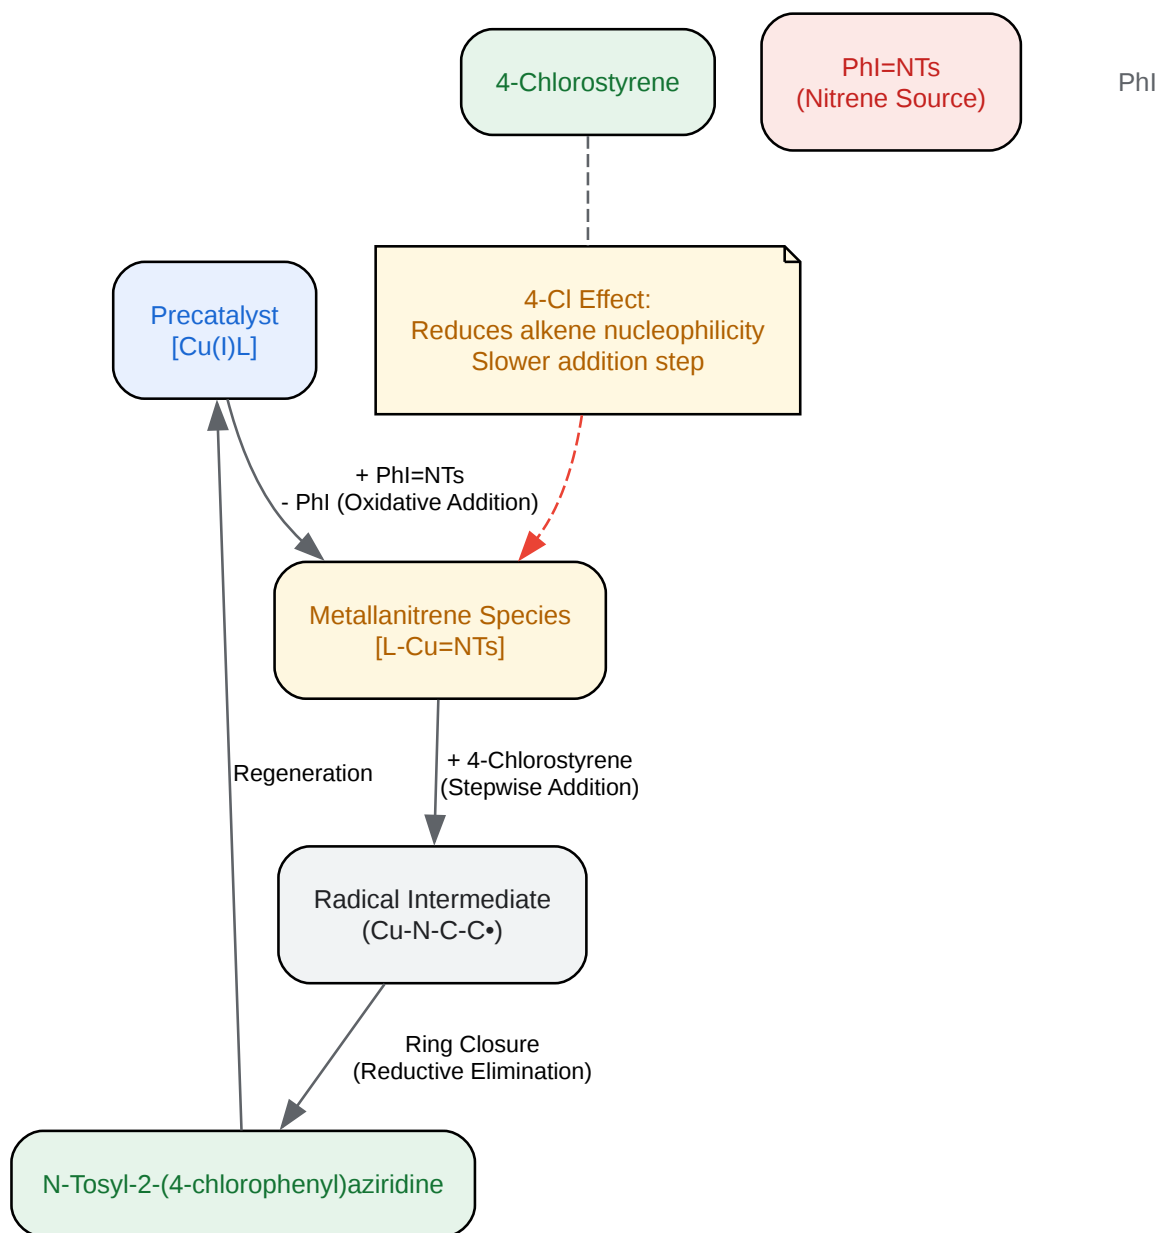 4-Chlorostyrene
PhI=NTs
(Nitrene Source)
PhI
4-Cl Effect:
Reduces alkene nucleophilicity
Slower addition step
Precatalyst
[Cu(I)L]
+ PhI=NTs
- PhI (Oxidative Addition)
Metallanitrene Species
[L-Cu=NTs]
+ 4-Chlorostyrene
(Stepwise Addition)
Regeneration
Radical Intermediate
(Cu-N-C-C•)
Ring Closure
(Reductive Elimination)
N-Tosyl-2-(4-chlorophenyl)aziridine